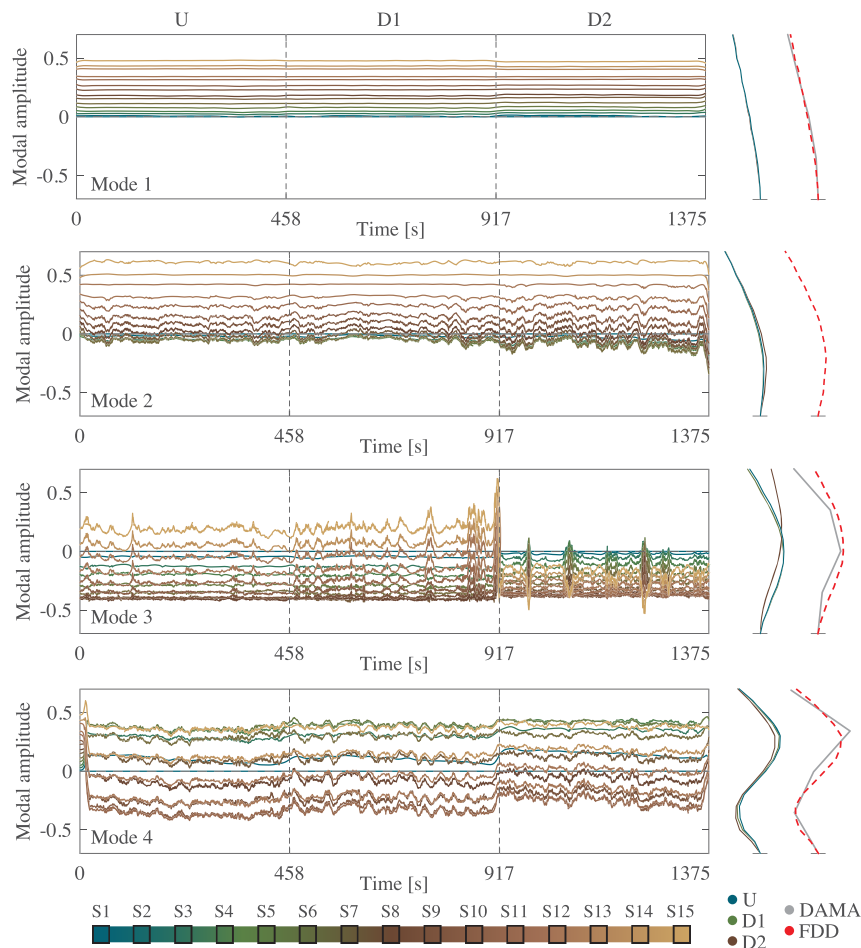 U D1 D2
0.5
0
-0.5
Modal amplitude
Mode 1
0 458 917 1375
Time [s]
0.5
0
-0.5
Modal amplitude
Mode 2
0 458 917 1375
Time [s]
0.5
0
-0.5
Modal amplitude
Mode 3
0 458 917 1375
Time [s]
0.5
0
-0.5
Modal amplitude
Mode 4
0 458 917 1375
Time [s]
S1 S2 S3 S4 S5 S6 S7 S8 S9 S10 S11 S12 S13 S14 S15
U
D1
D2
DAMA
FDD